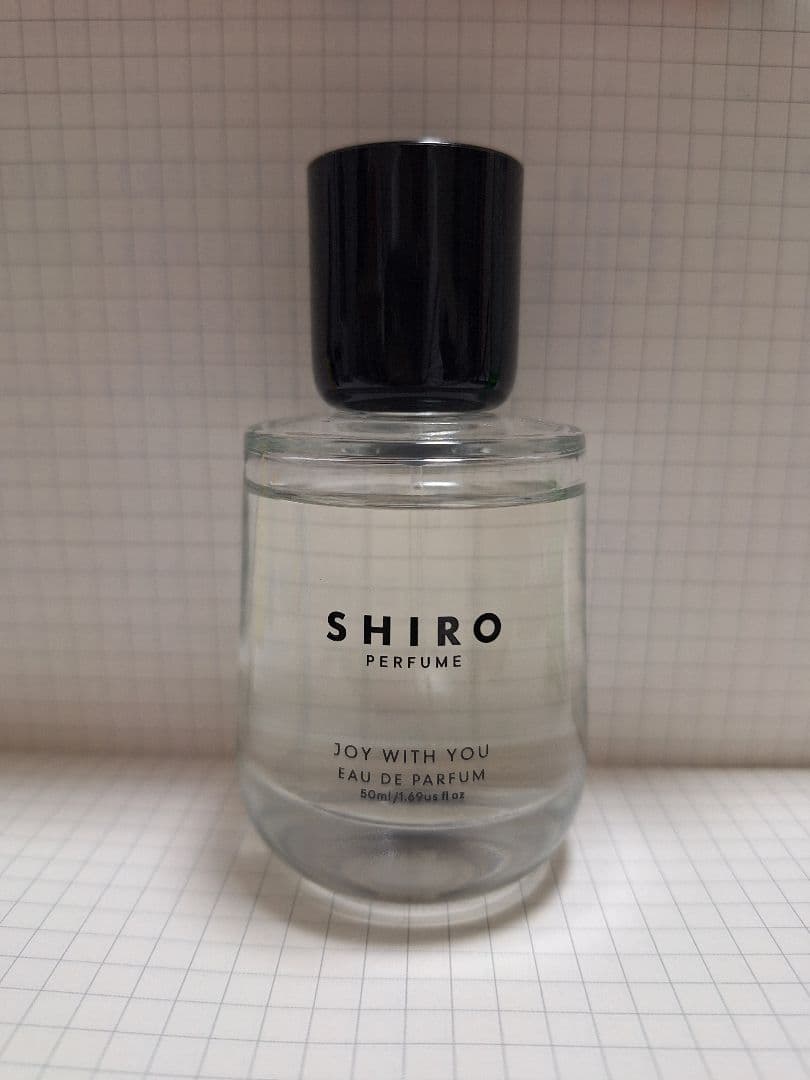 SHIRO
PERFUME
JOY WITH YOU
EAU DE PARFUM
50ml/1.69us fl oz